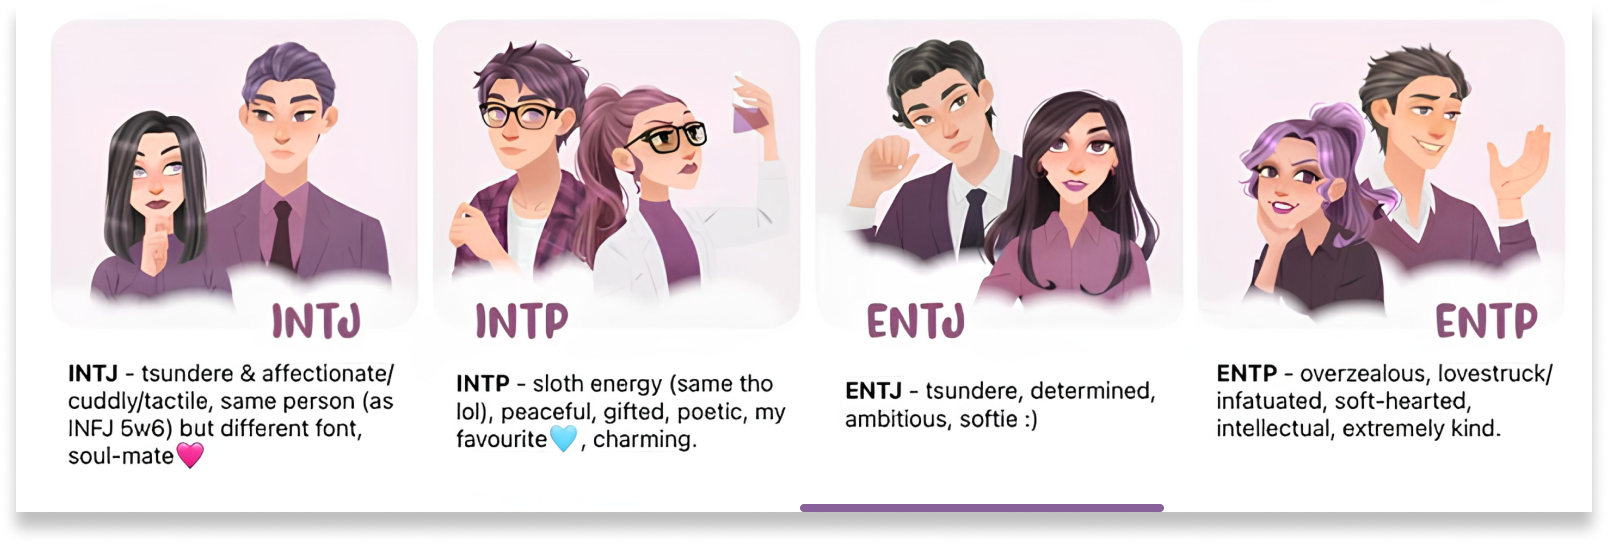 INTJ
INTP
ENTJ
ENTP
INTJ - tsundere & affectionate/
cuddly/tactile, same person (as
INFJ 5w6) but different font,
soul-mate🩷
INTP - sloth energy (same tho
lol), peaceful, gifted, poetic, my
favourite🩵, charming.
ENTJ - tsundere, determined,
ambitious, softie :)
ENTP - overzealous, lovestruck/
infatuated, soft-hearted,
intellectual, extremely kind.